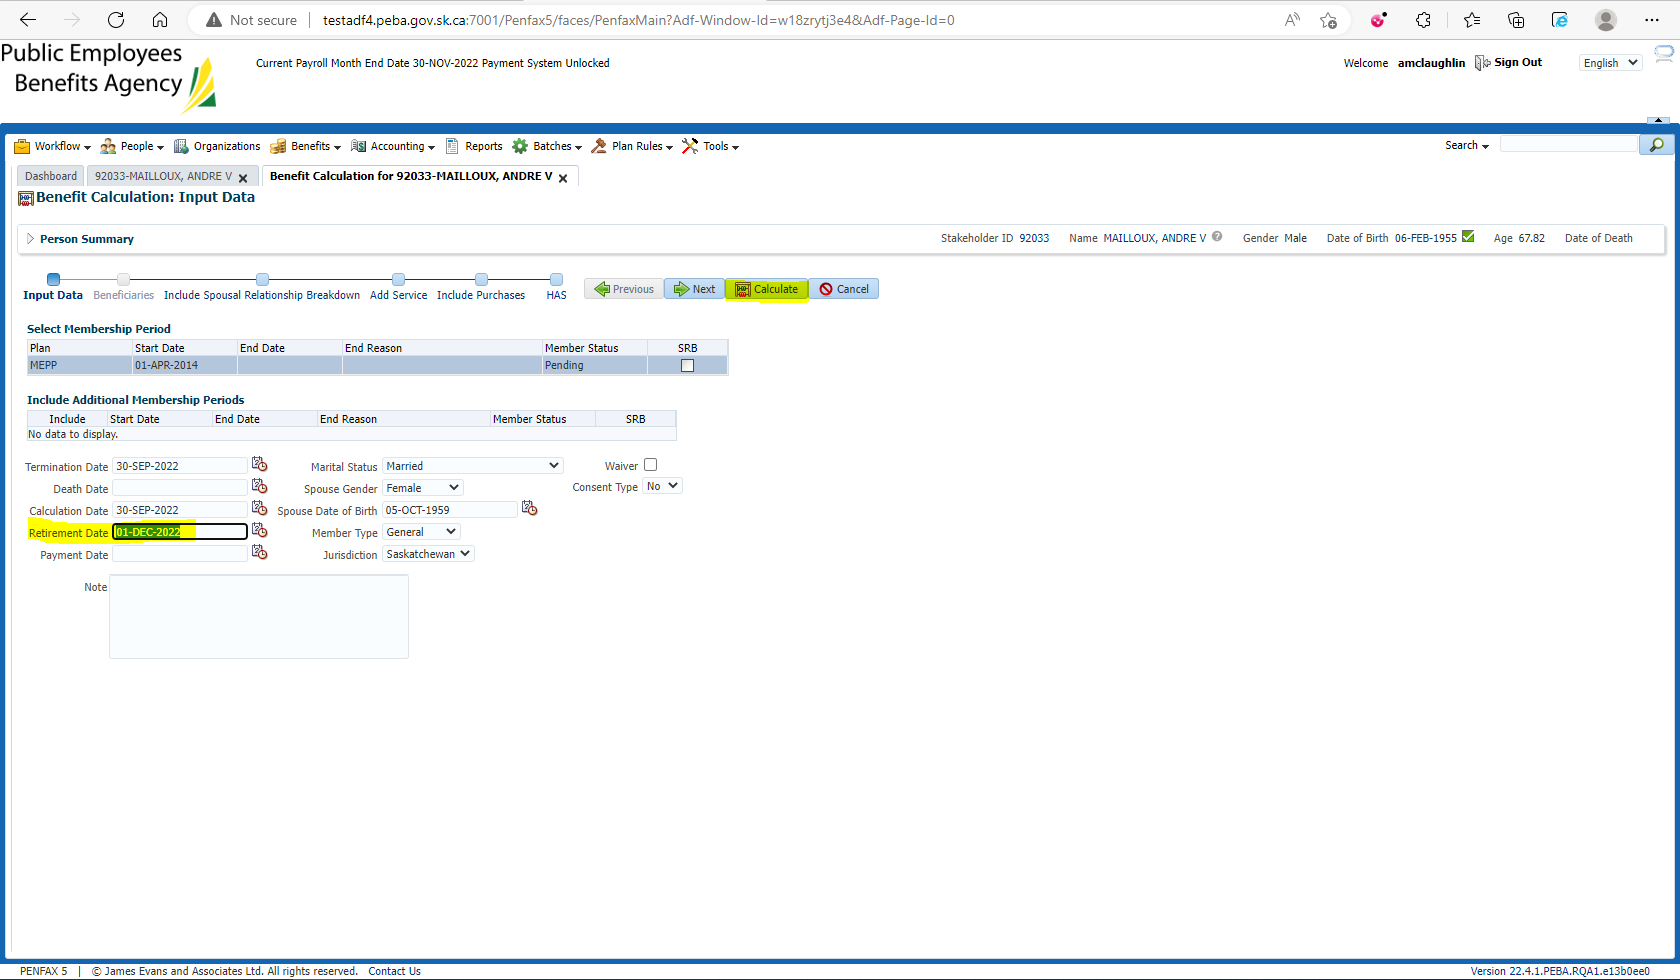 Not secure testadf4.peba.gov.sk.ca:7001/Penfax5/faces/PenfaxMain?Adf-Window-Id=w18zrytj3e4&Adf-Page-Id=0
Public Employees
Benefits Agency
Current Payroll Month End Date 30-NOV-2022 Payment System Unlocked
Welcome amclaughlin Sign Out English
Workflow People Organizations Benefits Accounting Reports Batches Plan Rules Tools Search
Dashboard 92033-MAILLOUX, ANDRE V Benefit Calculation for 92033-MAILLOUX, ANDRE V
Benefit Calculation: Input Data
Person Summary Stakeholder ID 92033 Name MAILLOUX, ANDRE V Gender Male Date of Birth 06-FEB-1955 Age 67.82 Date of Death
Input Data Beneficiaries Include Spousal Relationship Breakdown Add Service Include Purchases HAS
Previous Next Calculate Cancel
Select Membership Period
Plan Start Date End Date End Reason Member Status SRB
MEPP 01-APR-2014 Pending
Include Additional Membership Periods
Include Start Date End Date End Reason Member Status SRB
No data to display.
Termination Date 30-SEP-2022 Marital Status Married Waiver
Death Date Spouse Gender Female Consent Type No
Calculation Date 30-SEP-2022 Spouse Date of Birth 05-OCT-1959
Retirement Date 01-DEC-2022 Member Type General
Payment Date Jurisdiction Saskatchewan
Note
PENFAX 5 | © James Evans and Associates Ltd. All rights reserved. Contact Us Version 22.4.1.PEBA.RQA1.e13b0ee0